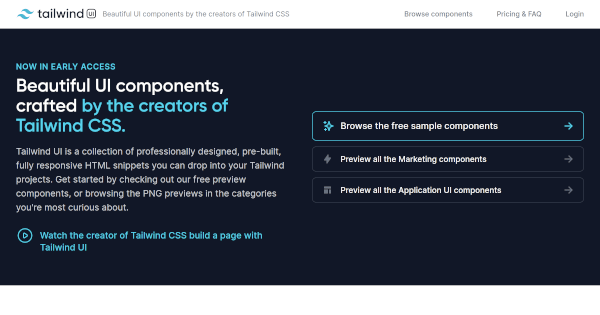 tailwind UI
Beautiful UI components by the creators of Tailwind CSS
Browse components
Pricing & FAQ
Login
NOW IN EARLY ACCESS
Beautiful UI components,
crafted by the creators of
Tailwind CSS.
Tailwind UI is a collection of professionally designed, pre-built,
fully responsive HTML snippets you can drop into your Tailwind
projects. Get started by checking out our free preview
components, or browsing the PNG previews in the categories
you're most curious about.
Watch the creator of Tailwind CSS build a page with
Tailwind UI
Browse the free sample components
Preview all the Marketing components
Preview all the Application UI components